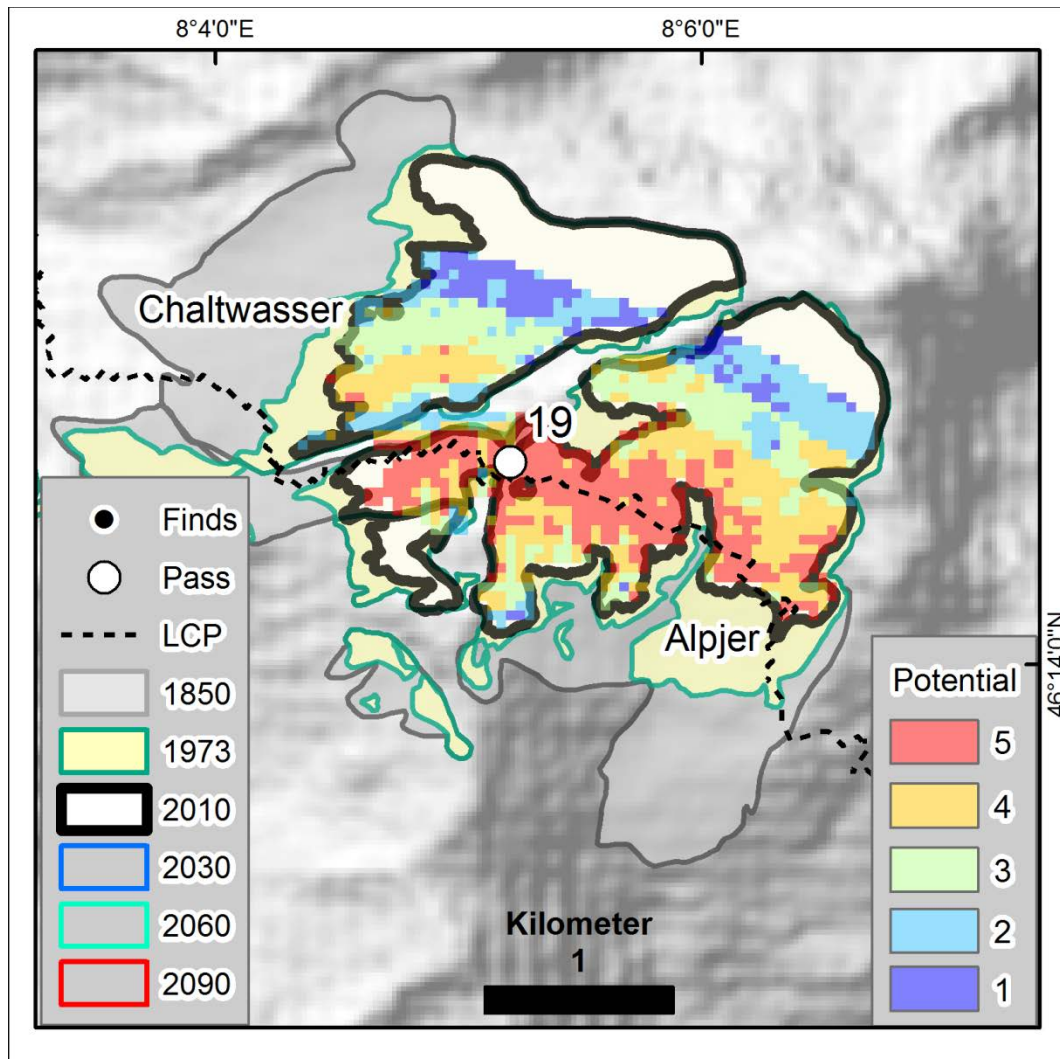 8°4'0"E
8°6'0"E
Chaltwasser
19
Alpjer
46°14'0"N
Finds
Pass
LCP
1850
1973
2010
2030
2060
2090
Kilometer
1
Potential
5
4
3
2
1